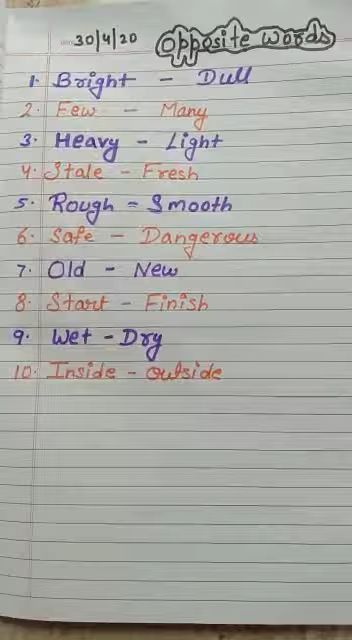 30/4/20 Opposite words
1. Bright - Dull
2. Few - Many
3. Heavy - Light
4. Stale - Fresh
5. Rough = Smooth
6. Safe - Dangerous
7. Old - New
8. Start - Finish
9. Wet - Dry
10. Inside - outside